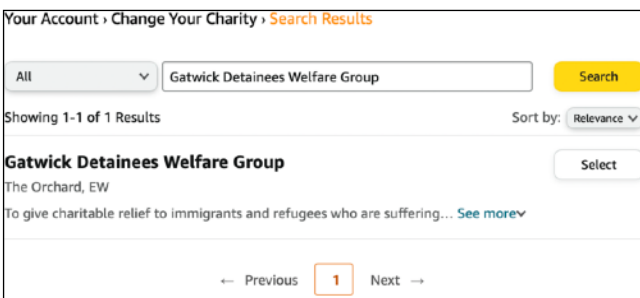 Your Account › Change Your Charity › Search Results
All Gatwick Detainees Welfare Group Search
Showing 1-1 of 1 Results Sort by: Relevance
Gatwick Detainees Welfare Group Select
The Orchard, EW
To give charitable relief to immigrants and refugees who are suffering... See more
← Previous 1 Next →